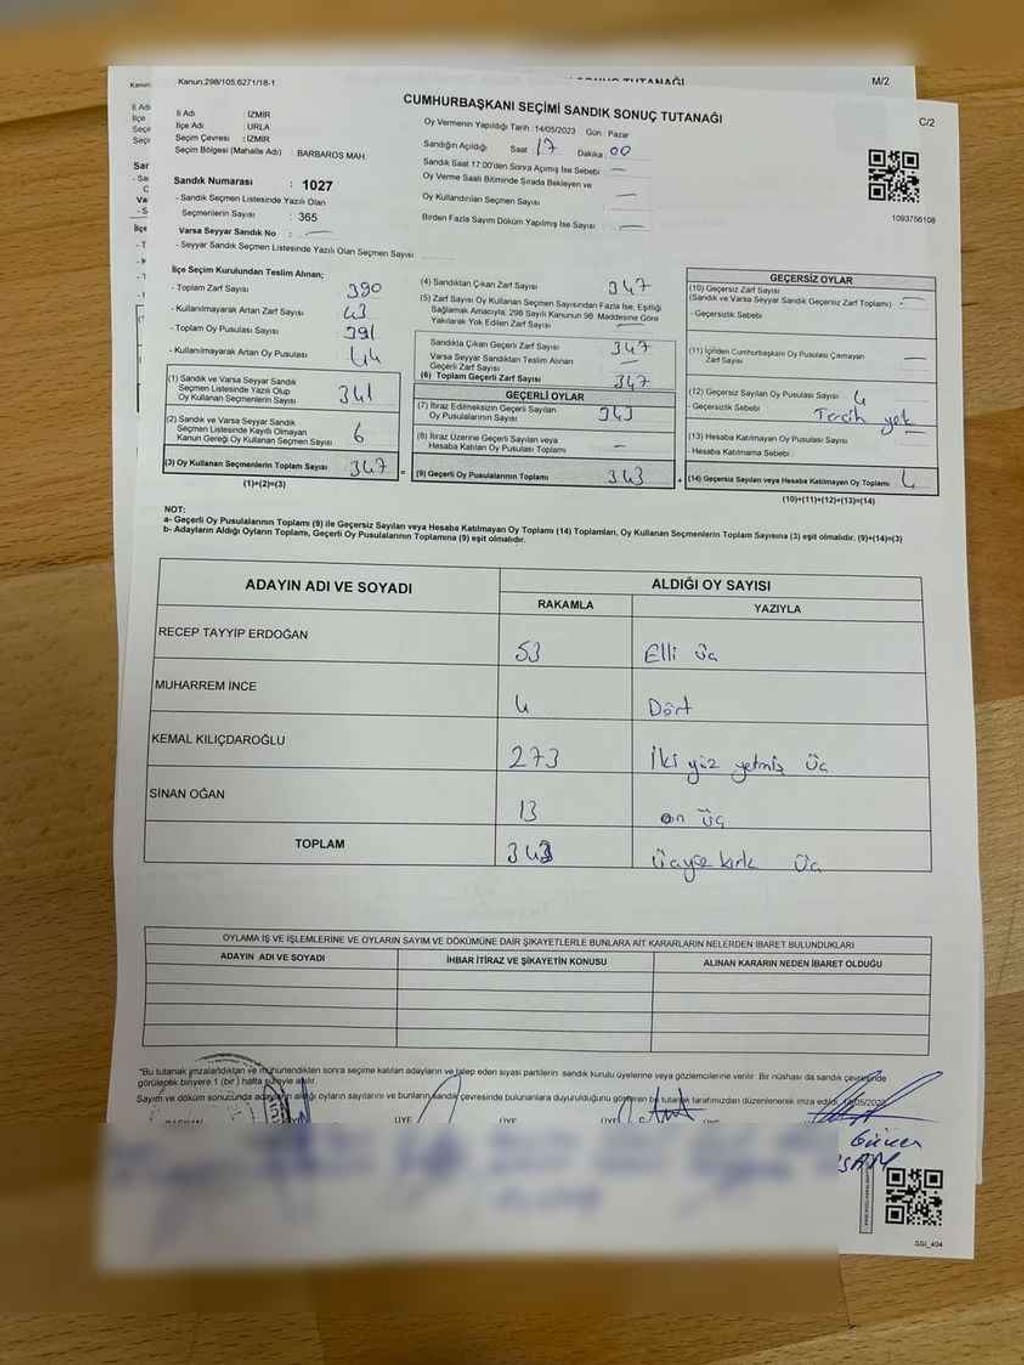 Kanun:298/105.6271/18-1
M/2
C/2
CUMHURBAŞKANI SEÇİMİ SANDIK SONUÇ TUTANAĞI
İl Adı : İZMİR
İlçe Adı : URLA
Seçim Çevresi : İZMİR
Seçim Bölgesi (Mahalle Adı) : BARBAROS MAH.
Sandık Numarası : 1027
- Sandık Seçmen Listesinde Yazılı Olan
Seçmenlerin Sayısı : 365
Varsa Seyyar Sandık No : —
- Seyyar Sandık Seçmen Listesinde Yazılı Olan Seçmen Sayısı
Oy Vermenin Yapıldığı Tarih : 14/05/2023 Gün : Pazar
Sandığın Açıldığı Saat : 17 Dakika : 00
Sandık Saat 17:00'den Sonra Açılmış İse Sebebi : —
Oy Verme Saati Bitiminde Sırada Bekleyen ve
Oy Kullandırılan Seçmen Sayısı —
Birden Fazla Sayım Döküm Yapılmış İse Sayısı : —
1093756108
İlçe Seçim Kurulundan Teslim Alınan;
- Toplam Zarf Sayısı 390
- Kullanılmayarak Artan Zarf Sayısı 43
- Toplam Oy Pusulası Sayısı 391
- Kullanılmayarak Artan Oy Pusulası 44
(1) Sandık ve Varsa Seyyar Sandık
Seçmen Listesinde Yazılı Olup
Oy Kullanan Seçmenlerin Sayısı 341
(2) Sandık ve Varsa Seyyar Sandık
Seçmen Listesinde Kayıtlı Olmayan
Kanun Gereği Oy Kullanan Seçmen Sayısı 6
(3) Oy Kullanan Seçmenlerin Toplam Sayısı 347
(1)+(2)=(3)
(4) Sandıktan Çıkan Zarf Sayısı 347
(5) Zarf Sayısı Oy Kullanan Seçmen Sayısından Fazla İse, Eşitliği
Sağlamak Amacıyla, 298 Sayılı Kanunun 98. Maddesine Göre
Yakılarak Yok Edilen Zarf Sayısı —
Sandıkta Çıkan Geçerli Zarf Sayısı 347
Varsa Seyyar Sandıktan Teslim Alınan
Geçerli Zarf Sayısı —
(6) Toplam Geçerli Zarf Sayısı 347
GEÇERLİ OYLAR
(7) İtiraz Edilmeksizin Geçerli Sayılan
Oy Pusulalarının Sayısı 343
(8) İtiraz Üzerine Geçerli Sayılan veya
Hesaba Katılan Oy Pusulaları Toplamı —
= (9) Geçerli Oy Pusulalarının Toplamı 343
GEÇERSİZ OYLAR
(10) Geçersiz Zarf Sayısı
(Sandık ve Varsa Seyyar Sandık Geçersiz Zarf Toplamı) —
- Geçersizlik Sebebi
(11) İçinden Cumhurbaşkanı Oy Pusulası Çıkmayan
Zarf Sayısı —
(12) Geçersiz Sayılan Oy Pusulası Sayısı 4
- Geçersizlik Sebebi Tercih yok
(13) Hesaba Katılmayan Oy Pusulası Sayısı —
- Hesaba Katılmama Sebebi
+ (14) Geçersiz Sayılan veya Hesaba Katılmayan Oy Toplamı 4
(10)+(11)+(12)+(13)=(14)
NOT:
a- Geçerli Oy Pusulalarının Toplamı (9) ile Geçersiz Sayılan veya Hesaba Katılmayan Oy Toplamı (14) Toplamları, Oy Kullanan Seçmenlerin Toplam Sayısına (3) eşit olmalıdır. (9)+(14)=(3)
b- Adayların Aldığı Oyların Toplamı, Geçerli Oy Pusulalarının Toplamına (9) eşit olmalıdır.
ADAYIN ADI VE SOYADI ALDIĞI OY SAYISI
RAKAMLA YAZIYLA
RECEP TAYYİP ERDOĞAN 53 Elli üç
MUHARREM İNCE 4 Dört
KEMAL KILIÇDAROĞLU 273 İki yüz yetmiş üç
SİNAN OĞAN 13 on üç
TOPLAM 343 üçyüz kırk üç
OYLAMA İŞ VE İŞLEMLERİNE VE OYLARIN SAYIM VE DÖKÜMÜNE DAİR ŞİKAYETLERLE BUNLARA AİT KARARLARIN NELERDEN İBARET BULUNDUKLARI
ADAYIN ADI VE SOYADI İHBAR İTİRAZ VE ŞİKAYETİN KONUSU ALINAN KARARIN NEDEN İBARET OLDUĞU
"Bu tutanak imzalandıktan ve mühürlendikten sonra seçime katılan adayların ve talep eden siyasi partilerin sandık kurulu üyelerine veya gözlemcilerine verilir. Bir nüshası da sandık çevresinde
görülebilir biryere 1 (bir) hafta süreyle asılır.
Sayım ve döküm sonucunda adayların aldığı oyların sayılarını ve bunların sandık çevresinde bulunanlara duyurulduğunu gösteren bu tutanak tarafımızdan düzenlenerek imza edildi.
ÜYE ÜYE ÜYE
SSI_404